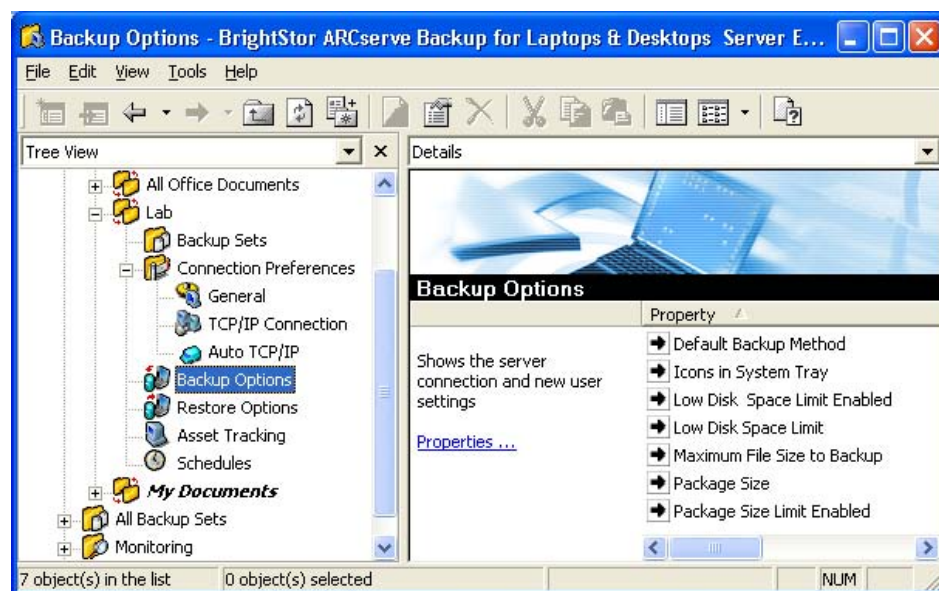 Backup Options - BrightStor ARCserve Backup for Laptops & Desktops Server E...
File Edit View Tools Help
Tree View
All Office Documents
Lab
Backup Sets
Connection Preferences
General
TCP/IP Connection
Auto TCP/IP
Backup Options
Restore Options
Asset Tracking
Schedules
My Documents
All Backup Sets
Monitoring
Details
Backup Options
Shows the server
connection and new user
settings
Properties ...
Property
Default Backup Method
Icons in System Tray
Low Disk Space Limit Enabled
Low Disk Space Limit
Maximum File Size to Backup
Package Size
Package Size Limit Enabled
7 object(s) in the list 0 object(s) selected NUM